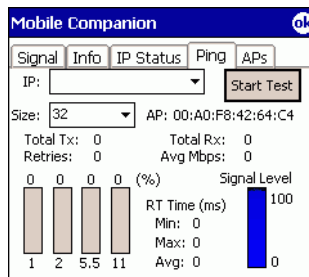 Mobile Companion ok
Signal Info IP Status Ping APs
IP: Start Test
Size: 32 AP: 00:A0:F8:42:64:C4
Total Tx: 0 Total Rx: 0
Retries: 0 Avg Mbps: 0
0 0 0 0 (%) Signal Level
100
RT Time (ms)
Min: 0
Max: 0
1 2 5.5 11 Avg: 0 0